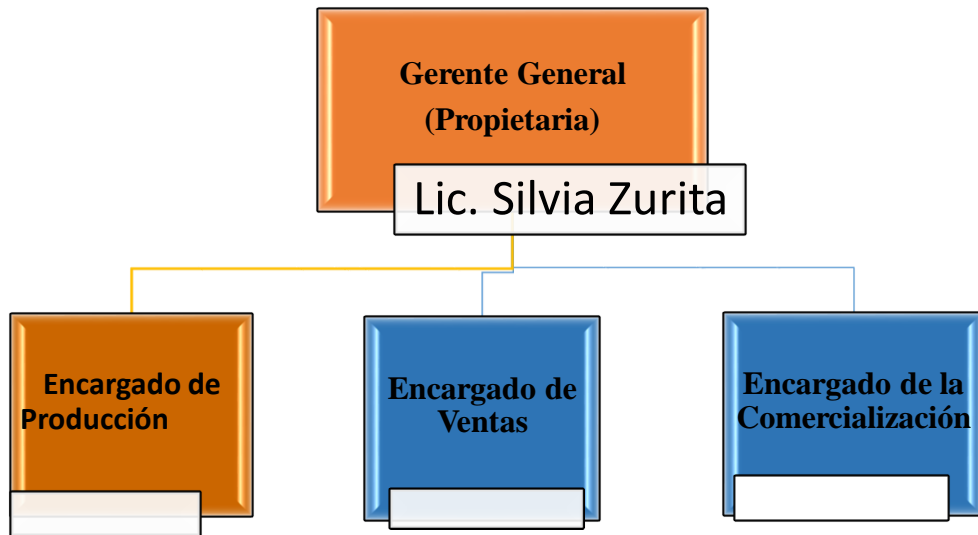 Gerente General
(Propietaria)
Lic. Silvia Zurita
Encargado de
Producción
Encargado de
Ventas
Encargado de la
Comercialización